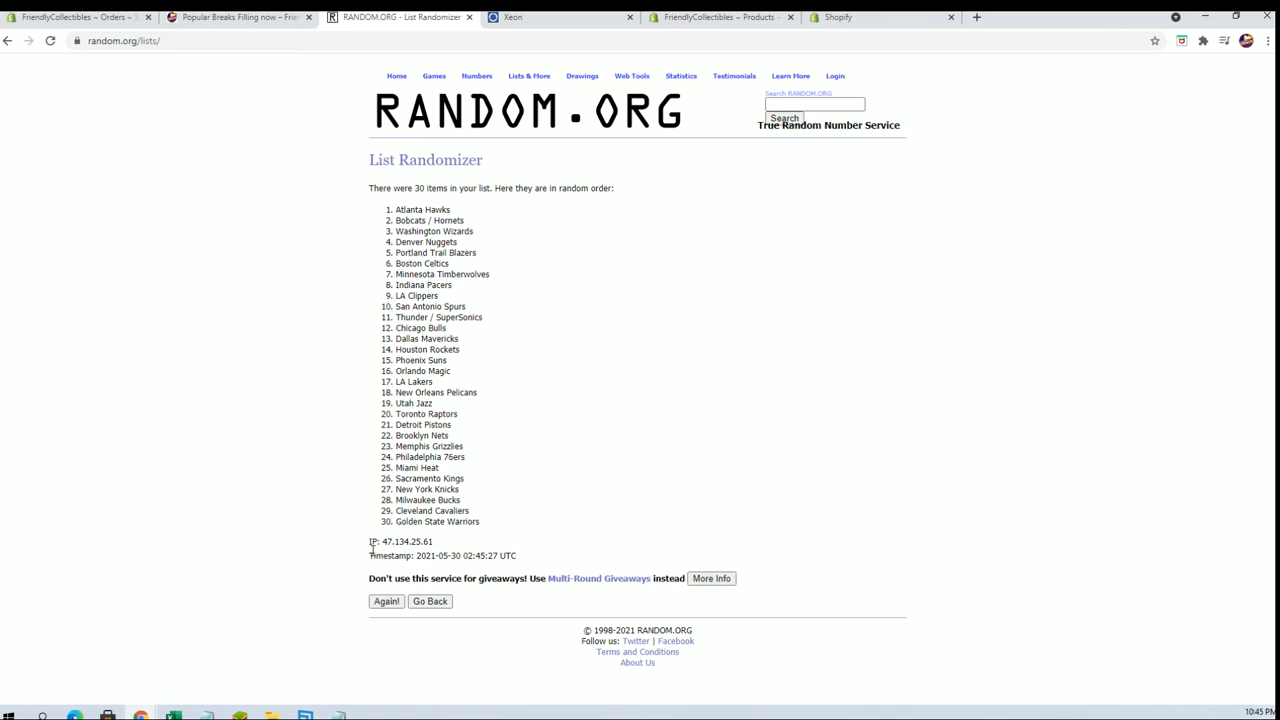 FriendlyCollectibles ~ Orders ~ S
Popular Breaks Filling now – Frie
RANDOM.ORG - List Randomizer
Xeon
FriendlyCollectibles ~ Products ~
Shopify
random.org/lists/
Home Games Numbers Lists & More Drawings Web Tools Statistics Testimonials Learn More Login
Search RANDOM.ORG
RANDOM.ORG
Search
True Random Number Service
List Randomizer
There were 30 items in your list. Here they are in random order:
1. Atlanta Hawks
2. Bobcats / Hornets
3. Washington Wizards
4. Denver Nuggets
5. Portland Trail Blazers
6. Boston Celtics
7. Minnesota Timberwolves
8. Indiana Pacers
9. LA Clippers
10. San Antonio Spurs
11. Thunder / SuperSonics
12. Chicago Bulls
13. Dallas Mavericks
14. Houston Rockets
15. Phoenix Suns
16. Orlando Magic
17. LA Lakers
18. New Orleans Pelicans
19. Utah Jazz
20. Toronto Raptors
21. Detroit Pistons
22. Brooklyn Nets
23. Memphis Grizzlies
24. Philadelphia 76ers
25. Miami Heat
26. Sacramento Kings
27. New York Knicks
28. Milwaukee Bucks
29. Cleveland Cavaliers
30. Golden State Warriors
IP: 47.134.25.61
Timestamp: 2021-05-30 02:45:27 UTC
Don't use this service for giveaways! Use Multi-Round Giveaways instead More Info
Again! Go Back
© 1998-2021 RANDOM.ORG
Follow us: Twitter | Facebook
Terms and Conditions
About Us
10:45 PM